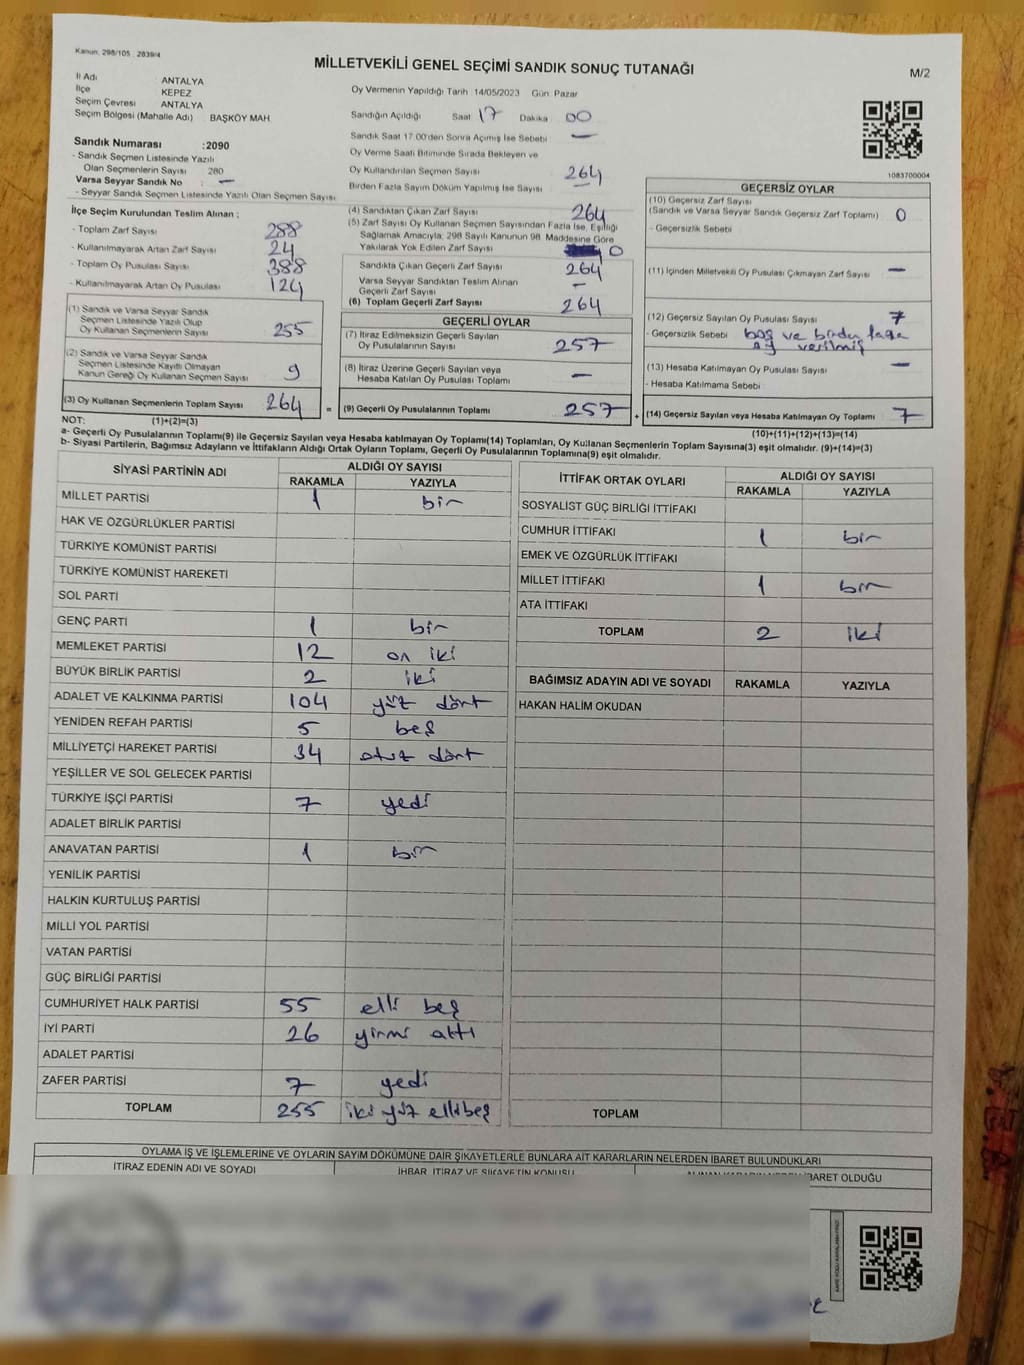 Kanun, 298/105 , 2839/4
MİLLETVEKİLİ GENEL SEÇİMİ SANDIK SONUÇ TUTANAĞI
M/2
İl Adı ANTALYA
İlçe KEPEZ
Seçim Çevresi ANTALYA
Seçim Bölgesi (Mahalle Adı) : BAŞKÖY MAH.
Oy Vermenin Yapıldığı Tarih : 14/05/2023 Gün: Pazar
Sandığın Açıldığı Saat 17 Dakika 00
Sandık Saat 17.00'den Sonra Açılmış İse Sebebi —
Oy Verme Saati Bitiminde Sırada Bekleyen ve
Oy Kullandırılan Seçmen Sayısı 264
Birden Fazla Sayım Döküm Yapılmış İse Sayısı —
1083700004
Sandık Numarası : 2090
- Sandık Seçmen Listesinde Yazılı
Olan Seçmenlerin Sayısı 280
Varsa Seyyar Sandık No : —
- Seyyar Sandık Seçmen Listesinde Yazılı Olan Seçmen Sayısı
İlçe Seçim Kurulundan Teslim Alınan ;
- Toplam Zarf Sayısı 288
- Kullanılmayarak Artan Zarf Sayısı 24
- Toplam Oy Pusulası Sayısı 388
- Kullanılmayarak Artan Oy Pusulası 124
(1) Sandık ve Varsa Seyyar Sandık
Seçmen Listesinde Yazılı Olup
Oy Kullanan Seçmenlerin Sayısı 255
(2) Sandık ve Varsa Seyyar Sandık
Seçmen Listesinde Kayıtlı Olmayan
Kanun Gereği Oy Kullanan Seçmen Sayısı 9
(3) Oy Kullanan Seçmenlerin Toplam Sayısı 264 =
(4) Sandıktan Çıkan Zarf Sayısı 264
(5) Zarf Sayısı Oy Kullanan Seçmen Sayısından Fazla İse, Eşitliği
Sağlamak Amacıyla, 298 Sayılı Kanunun 98. Maddesine Göre
Yakılarak Yok Edilen Zarf Sayısı 0
Sandıkta Çıkan Geçerli Zarf Sayısı 264
Varsa Seyyar Sandıktan Teslim Alınan
Geçerli Zarf Sayısı —
(6) Toplam Geçerli Zarf Sayısı 264
GEÇERLİ OYLAR
(7) İtiraz Edilmeksizin Geçerli Sayılan
Oy Pusulalarının Sayısı 257
(8) İtiraz Üzerine Geçerli Sayılan veya
Hesaba Katılan Oy Pusulası Toplamı —
(9) Geçerli Oy Pusulalarının Toplamı 257 +
GEÇERSİZ OYLAR
(10) Geçersiz Zarf Sayısı
(Sandık ve Varsa Seyyar Sandık Geçersiz Zarf Toplamı) 0
- Geçersizlik Sebebi
(11) İçinden Milletvekili Oy Pusulası Çıkmayan Zarf Sayısı —
(12) Geçersiz Sayılan Oy Pusulası Sayısı 7
- Geçersizlik Sebebi boş ve birden fazla
oy verilmiş
(13) Hesaba Katılmayan Oy Pusulası Sayısı —
- Hesaba Katılmama Sebebi
(14) Geçersiz Sayılan veya Hesaba Katılmayan Oy Toplamı 7
NOT: (1)+(2)=(3)
(10)+(11)+(12)+(13)=(14)
a- Geçerli Oy Pusulalarının Toplamı(9) ile Geçersiz Sayılan veya Hesaba katılmayan Oy Toplamı(14) Toplamları, Oy Kullanan Seçmenlerin Toplam Sayısına(3) eşit olmalıdır. (9)+(14)=(3)
b- Siyasi Partilerin, Bağımsız Adayların ve İttifakların Aldığı Ortak Oyların Toplamı, Geçerli Oy Pusulalarının Toplamına(9) eşit olmalıdır.
SİYASİ PARTİNİN ADI ALDIĞI OY SAYISI
RAKAMLA YAZIYLA
MİLLET PARTİSİ 1 bir
HAK VE ÖZGÜRLÜKLER PARTİSİ
TÜRKİYE KOMÜNİST PARTİSİ
TÜRKİYE KOMÜNİST HAREKETİ
SOL PARTİ
GENÇ PARTİ 1 bir
MEMLEKET PARTİSİ 12 on iki
BÜYÜK BİRLİK PARTİSİ 2 iki
ADALET VE KALKINMA PARTİSİ 104 yüz dört
YENİDEN REFAH PARTİSİ 5 beş
MİLLİYETÇİ HAREKET PARTİSİ 34 otuz dört
YEŞİLLER VE SOL GELECEK PARTİSİ
TÜRKİYE İŞÇİ PARTİSİ 7 yedi
ADALET BİRLİK PARTİSİ
ANAVATAN PARTİSİ 1 bir
YENİLİK PARTİSİ
HALKIN KURTULUŞ PARTİSİ
MİLLİ YOL PARTİSİ
VATAN PARTİSİ
GÜÇ BİRLİĞİ PARTİSİ
CUMHURİYET HALK PARTİSİ 55 elli beş
İYİ PARTİ 26 yirmi altı
ADALET PARTİSİ
ZAFER PARTİSİ 7 yedi
TOPLAM 255 iki yüz elli beş
İTTİFAK ORTAK OYLARI ALDIĞI OY SAYISI
RAKAMLA YAZIYLA
SOSYALİST GÜÇ BİRLİĞİ İTTİFAKI
CUMHUR İTTİFAKI 1 bir
EMEK VE ÖZGÜRLÜK İTTİFAKI
MİLLET İTTİFAKI 1 bir
ATA İTTİFAKI
TOPLAM 2 iki
BAĞIMSIZ ADAYIN ADI VE SOYADI RAKAMLA YAZIYLA
HAKAN HALİM OKUDAN
TOPLAM
OYLAMA İŞ VE İŞLEMLERİNE VE OYLARIN SAYIM DÖKÜMÜNE DAİR ŞİKAYETLERLE BUNLARA AİT KARARLARIN NELERDEN İBARET BULUNDUKLARI
İTİRAZ EDENİN ADI VE SOYADI
İHBAR, İTİRAZ VE ŞİKAYETİN KONUSU
ALINAN KARARIN NEDEN İBARET OLDUĞU